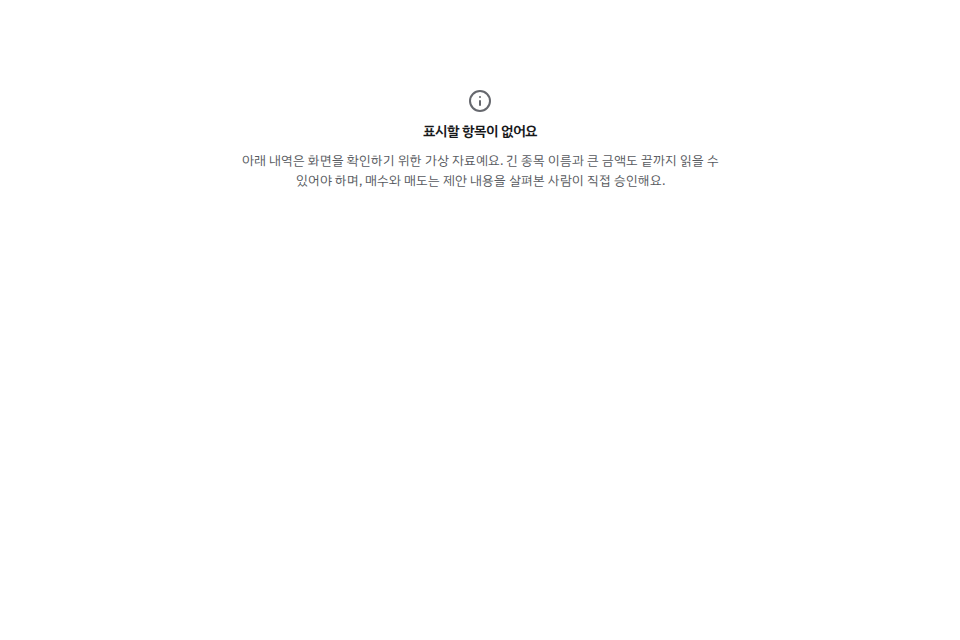 표시할 항목이 없어요
아래 내역은 화면을 확인하기 위한 가상 자료예요. 긴 종목 이름과 큰 금액도 끝까지 읽을 수
있어야 하며, 매수와 매도는 제안 내용을 살펴본 사람이 직접 승인해요.